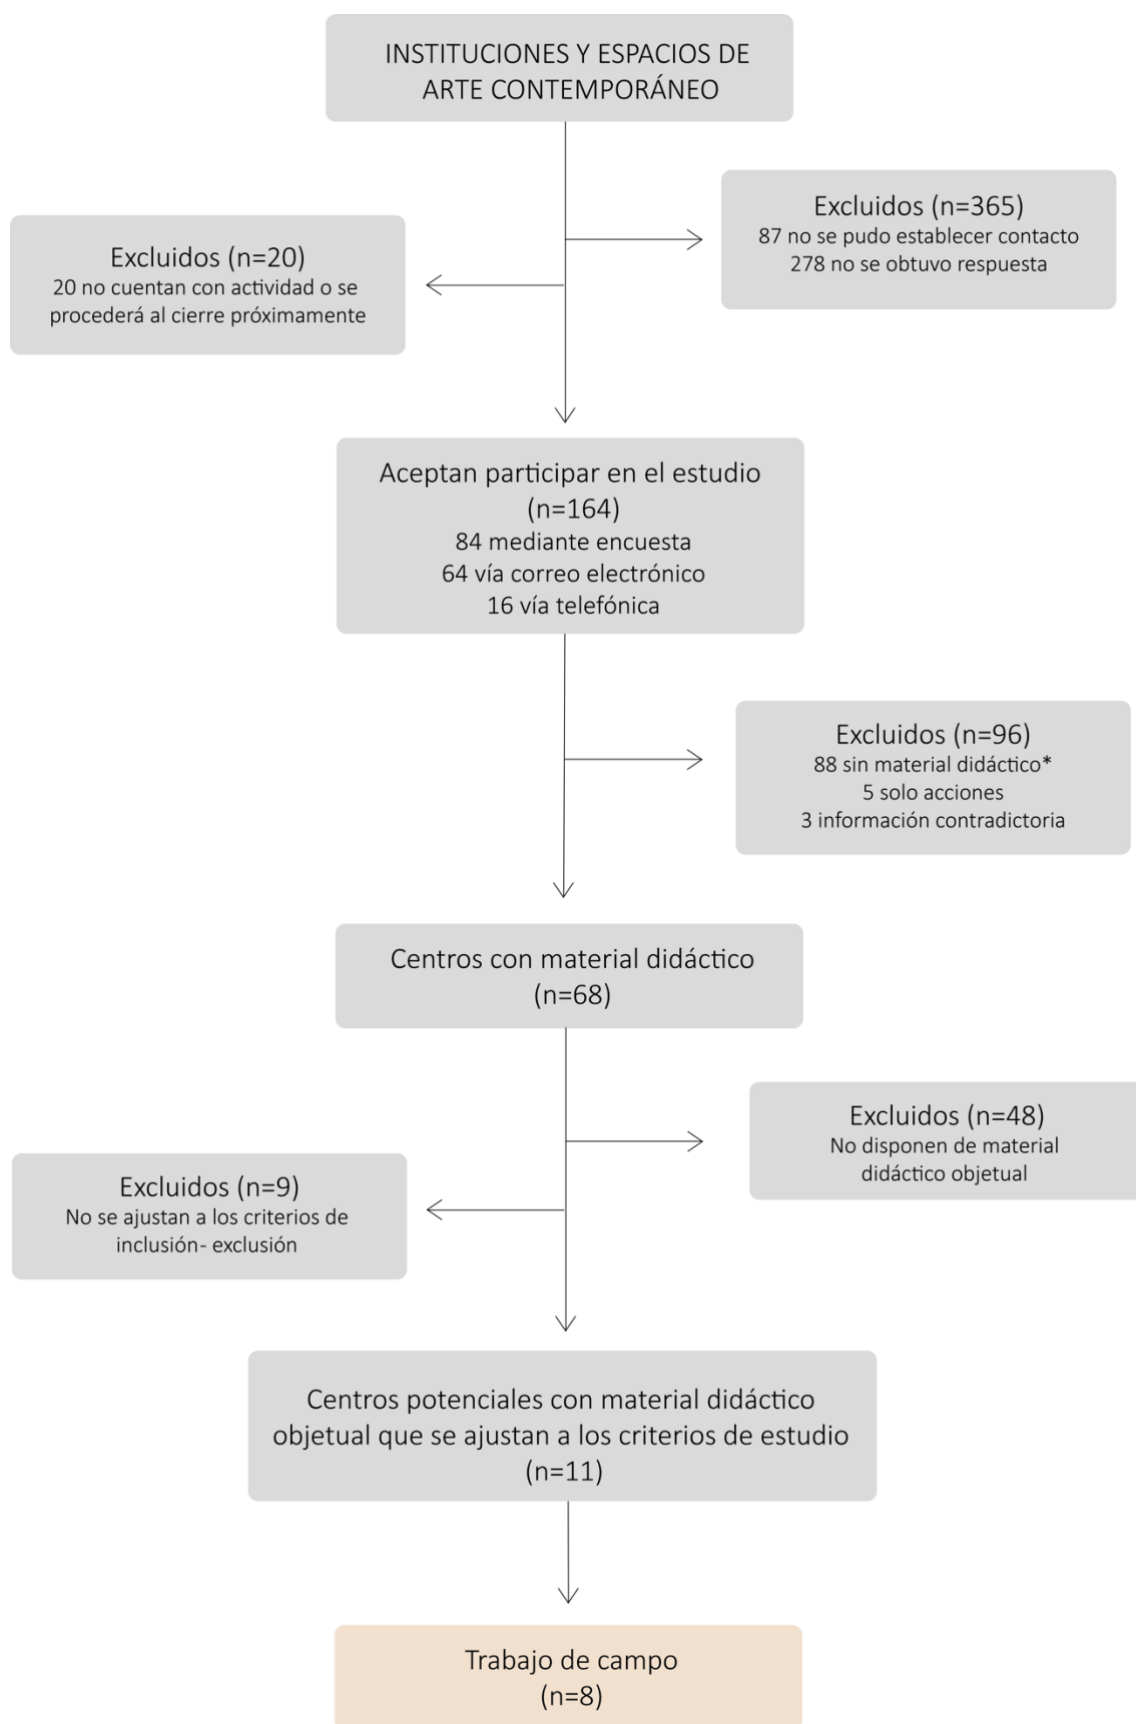 INSTITUCIONES Y ESPACIOS DE
ARTE CONTEMPORÁNEO
Excluidos (n=365)
87 no se pudo establecer contacto
278 no se obtuvo respuesta
Excluidos (n=20)
20 no cuentan con actividad o se
procederá al cierre próximamente
Aceptan participar en el estudio
(n=164)
84 mediante encuesta
64 vía correo electrónico
16 vía telefónica
Excluidos (n=96)
88 sin material didáctico*
5 solo acciones
3 información contradictoria
Centros con material didáctico
(n=68)
Excluidos (n=48)
No disponen de material
didáctico objetual
Excluidos (n=9)
No se ajustan a los criterios de
inclusión- exclusión
Centros potenciales con material didáctico
objetual que se ajustan a los criterios de estudio
(n=11)
Trabajo de campo
(n=8)